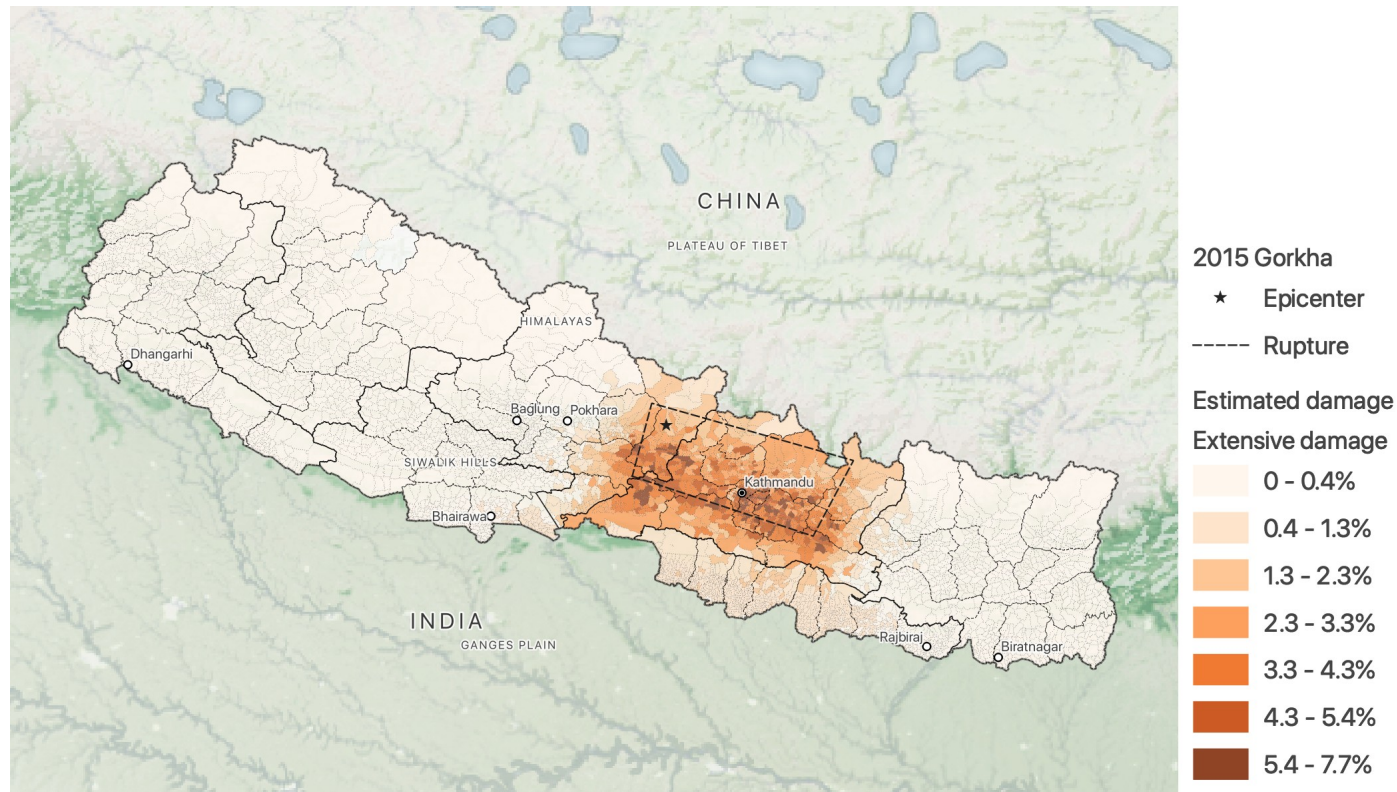 CHINA
PLATEAU OF TIBET
HIMALAYAS
Dhangarhi
Baglung
Pokhara
SIWALIK HILLS
Kathmandu
Bhairawa
INDIA
GANGES PLAIN
Rajbiraj
Biratnagar
2015 Gorkha
Epicenter
Rupture
Estimated damage
Extensive damage
0 - 0.4%
0.4 - 1.3%
1.3 - 2.3%
2.3 - 3.3%
3.3 - 4.3%
4.3 - 5.4%
5.4 - 7.7%